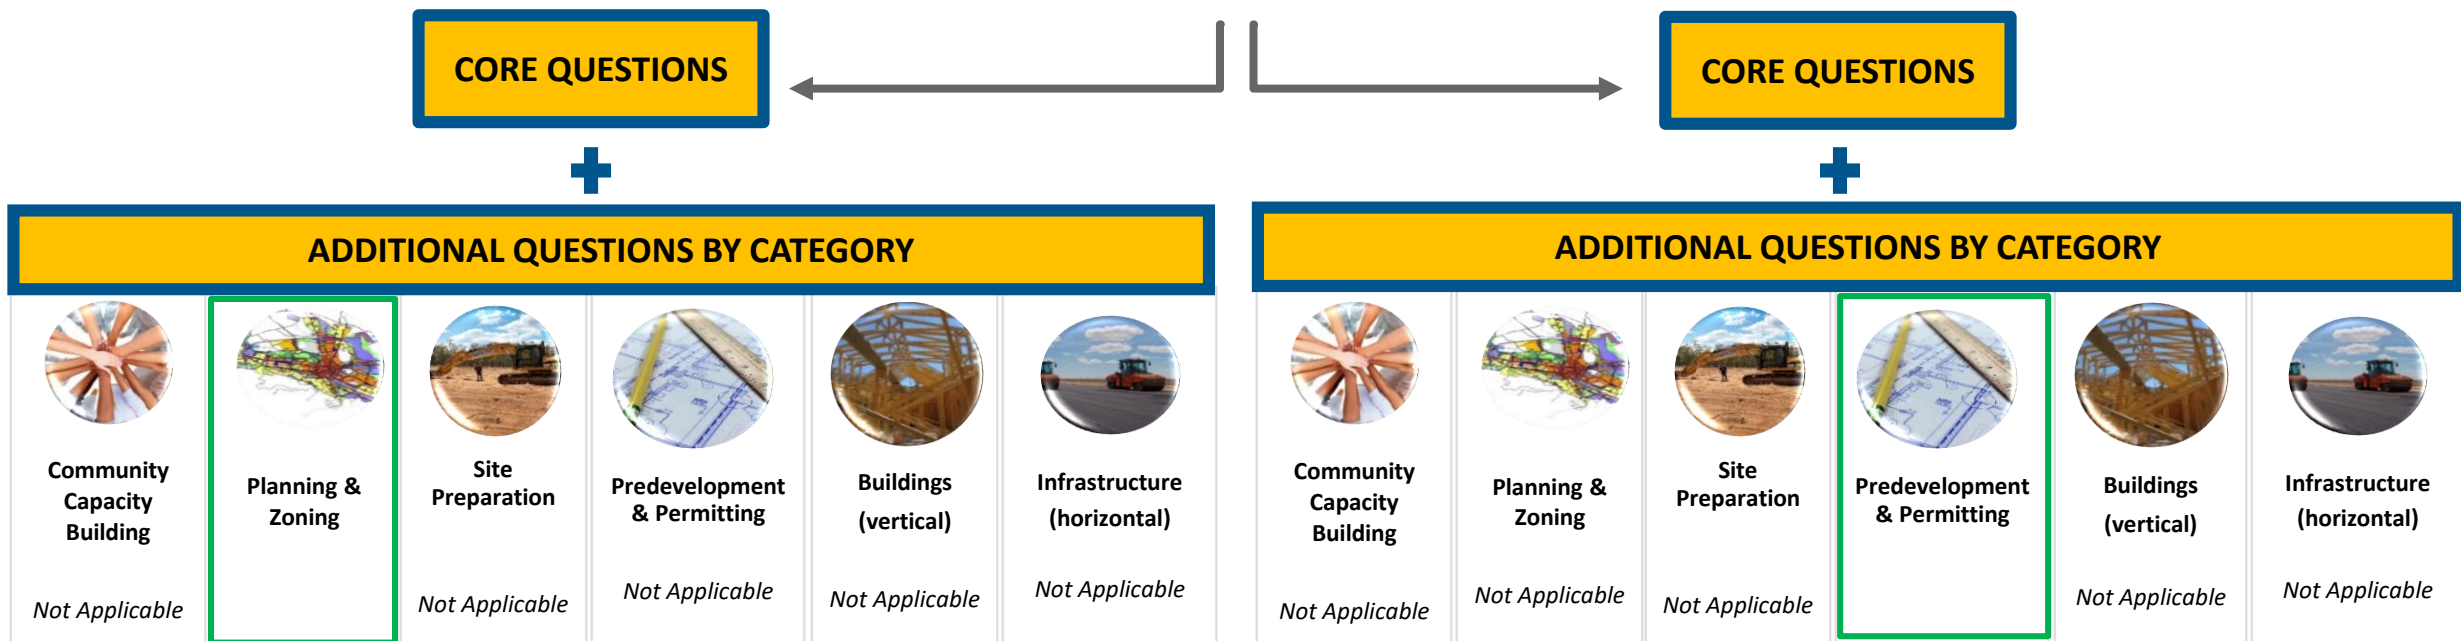 CORE QUESTIONS
ADDITIONAL QUESTIONS BY CATEGORY
Community
Capacity
Building
Not Applicable
Planning &
Zoning
Site
Preparation
Not Applicable
Predevelopment
& Permitting
Not Applicable
Buildings
(vertical)
Not Applicable
Infrastructure
(horizontal)
Not Applicable
CORE QUESTIONS
ADDITIONAL QUESTIONS BY CATEGORY
Community
Capacity
Building
Not Applicable
Planning &
Zoning
Not Applicable
Site
Preparation
Not Applicable
Predevelopment
& Permitting
Buildings
(vertical)
Not Applicable
Infrastructure
(horizontal)
Not Applicable